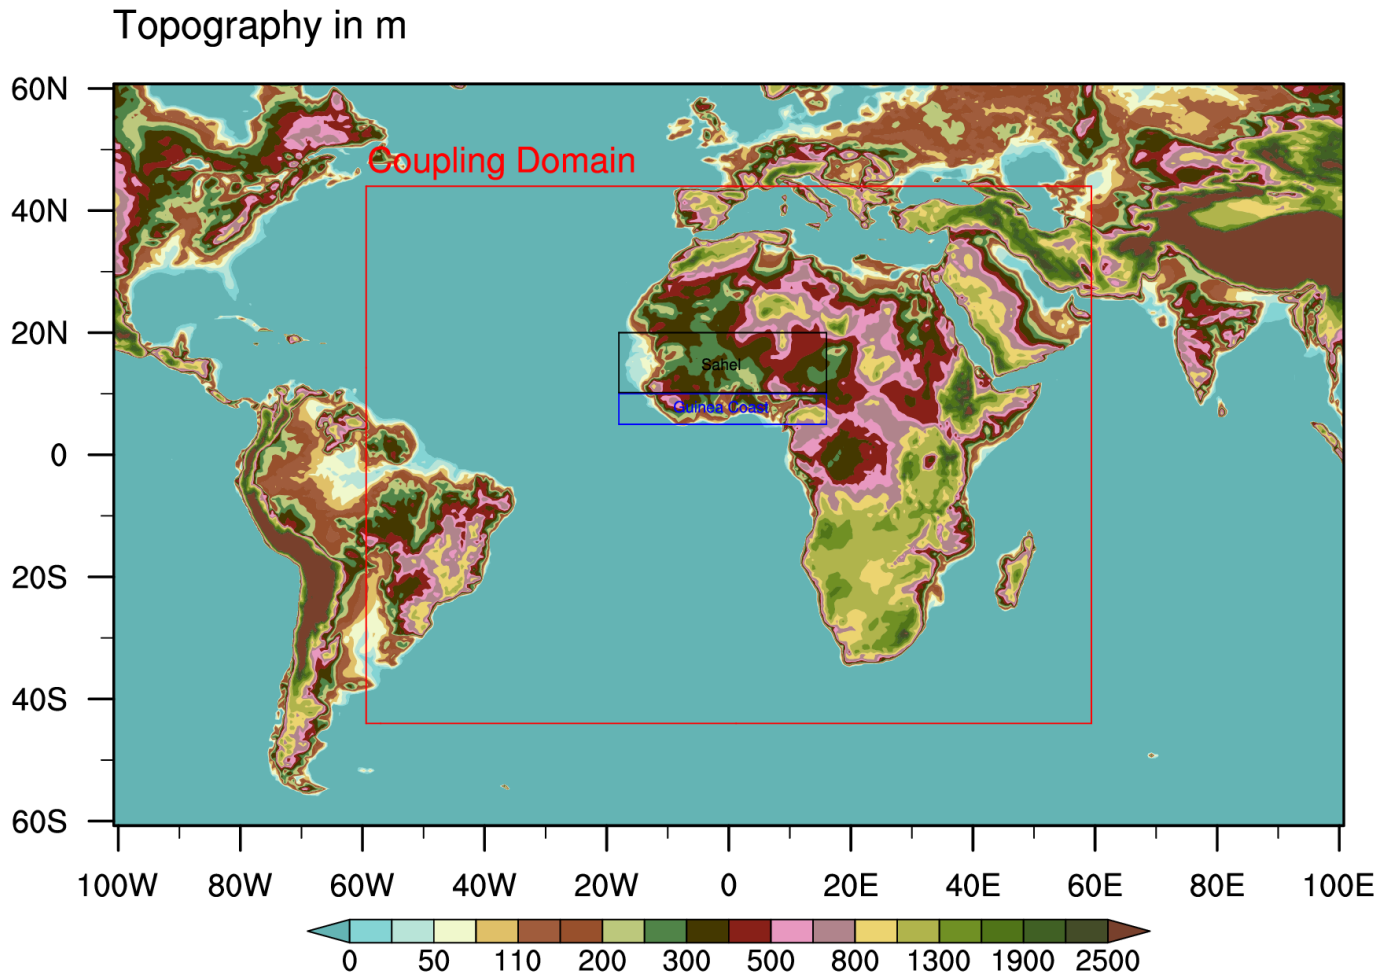 Topography in m
60N
Coupling Domain
40N
20N
Sahel
Guinea Coast
0
20S
40S
60S
100W 80W 60W 40W 20W 0 20E 40E 60E 80E 100E
0 50 110 200 300 500 800 1300 1900 2500